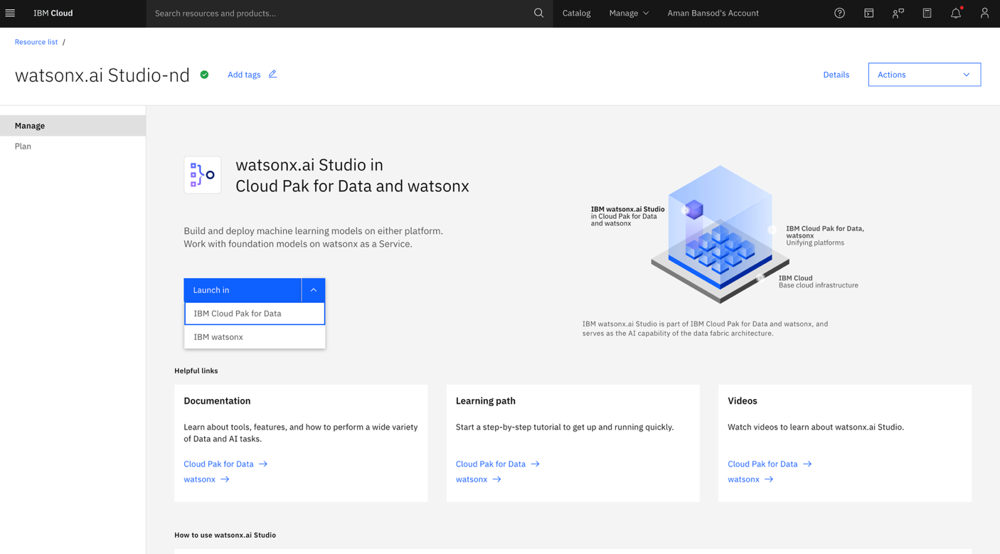 IBM Cloud
Search resources and products...
Catalog
Manage
Aman Bansod's Account
Resource list /
watsonx.ai Studio-nd
Add tags
Details
Actions
Manage
Plan
watsonx.ai Studio in
Cloud Pak for Data and watsonx
Build and deploy machine learning models on either platform.
Work with foundation models on watsonx as a Service.
Launch in
IBM Cloud Pak for Data
IBM watsonx
IBM watsonx.ai Studio
in Cloud Pak for Data
and watsonx
IBM Cloud Pak for Data,
watsonx
Unifying platforms
IBM Cloud
Base cloud infrastructure
IBM watsonx.ai Studio is part of IBM Cloud Pak for Data and watsonx, and
serves as the AI capability of the data fabric architecture.
Helpful links
Documentation
Learn about tools, features, and how to perform a wide variety
of Data and AI tasks.
Cloud Pak for Data
watsonx
Learning path
Start a step-by-step tutorial to get up and running quickly.
Cloud Pak for Data
watsonx
Videos
Watch videos to learn about watsonx.ai Studio.
Cloud Pak for Data
watsonx
How to use watsonx.ai Studio